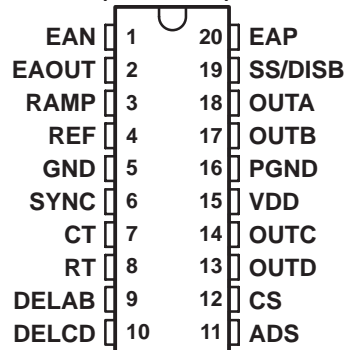 EAN 1 20 EAP
EAOUT 2 19 SS/DISB
RAMP 3 18 OUTA
REF 4 17 OUTB
GND 5 16 PGND
SYNC 6 15 VDD
CT 7 14 OUTC
RT 8 13 OUTD
DELAB 9 12 CS
DELCD 10 11 ADS